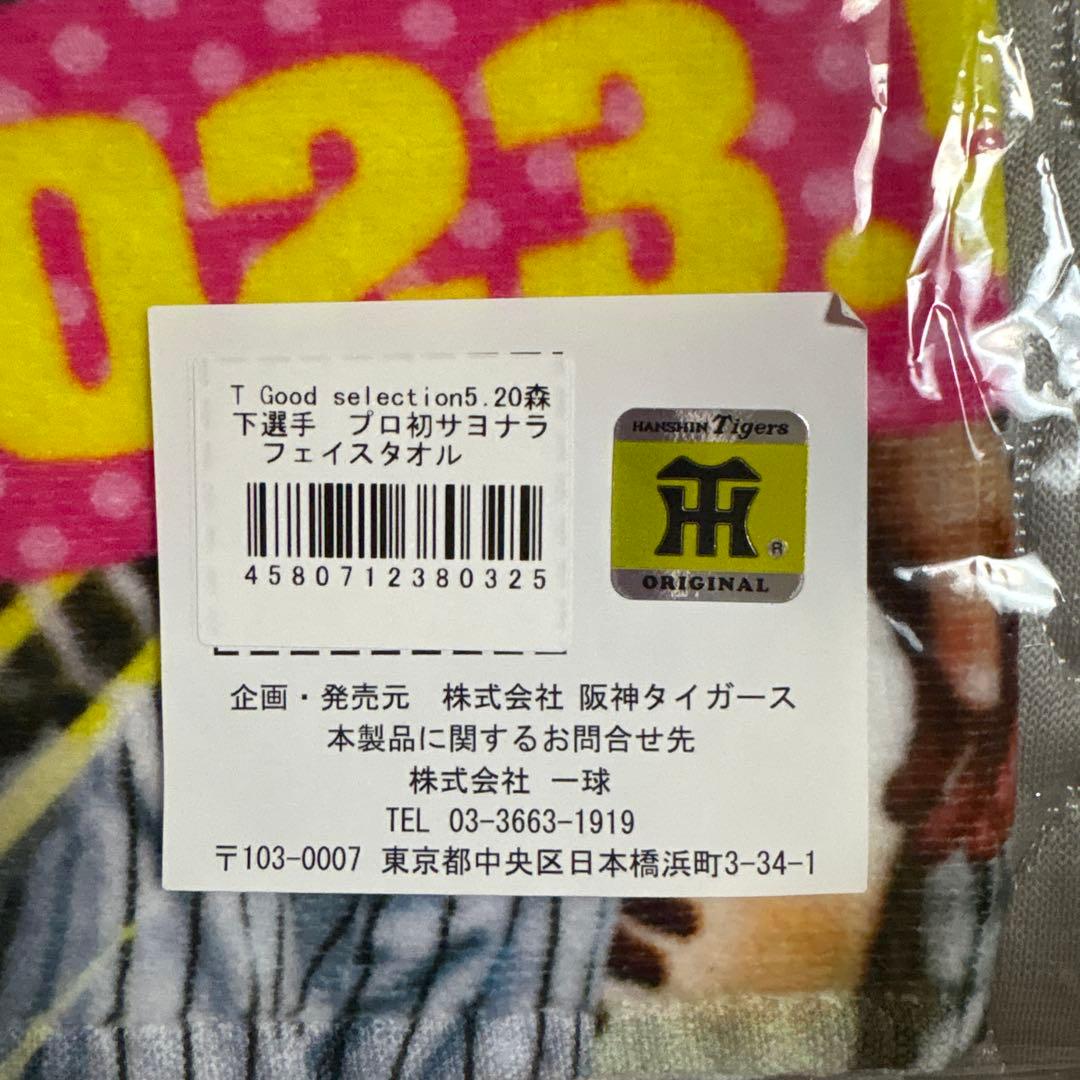 023!
T Good selection5.20森
下選手 プロ初サヨナラ
フェイスタオル
4580712380325
HANSHIN Tigers
TH
®
ORIGINAL
企画・発売元 株式会社 阪神タイガース
本製品に関するお問合せ先
株式会社 一球
TEL 03-3663-1919
〒103-0007 東京都中央区日本橋浜町3-34-1